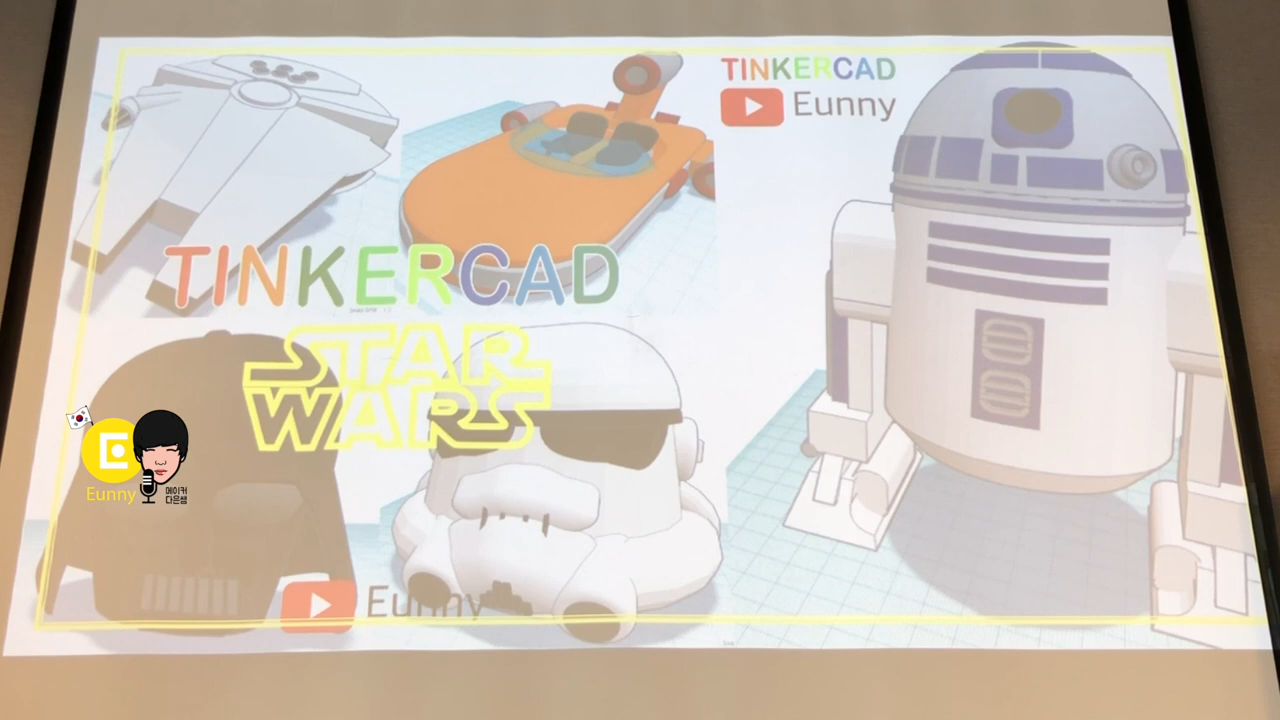 TINKERCAD
Eunny
TINKERCAD
STAR
WARS
Eunny
메이커
다은쌤
Eunny